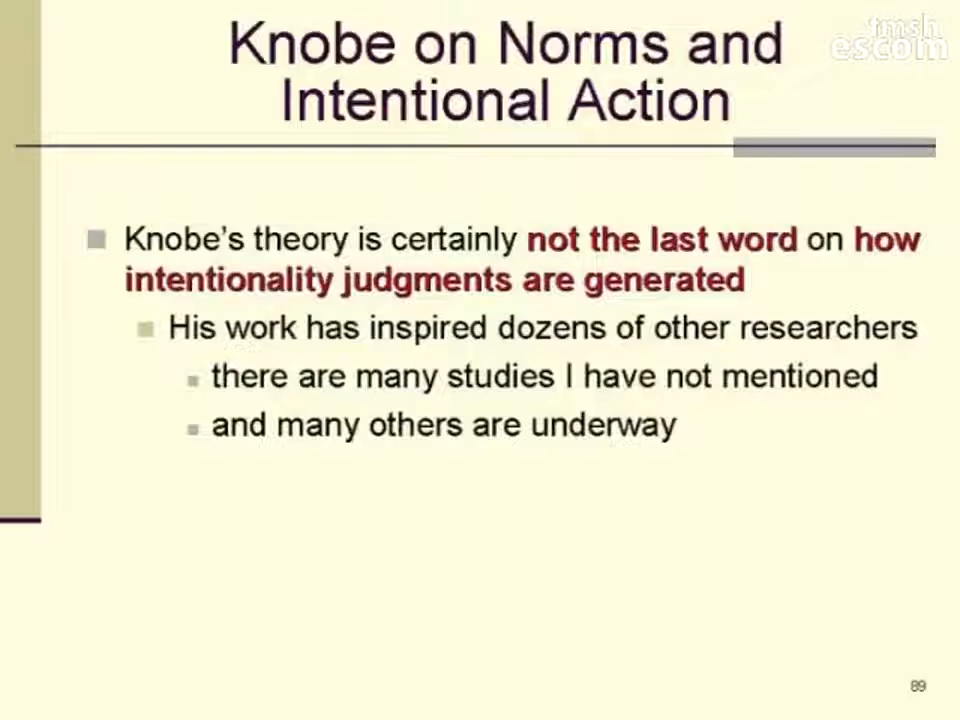 Knobe on Norms and
Intentional Action
tmsh
escom
Knobe's theory is certainly not the last word on how
intentionality judgments are generated
His work has inspired dozens of other researchers
there are many studies I have not mentioned
and many others are underway
89